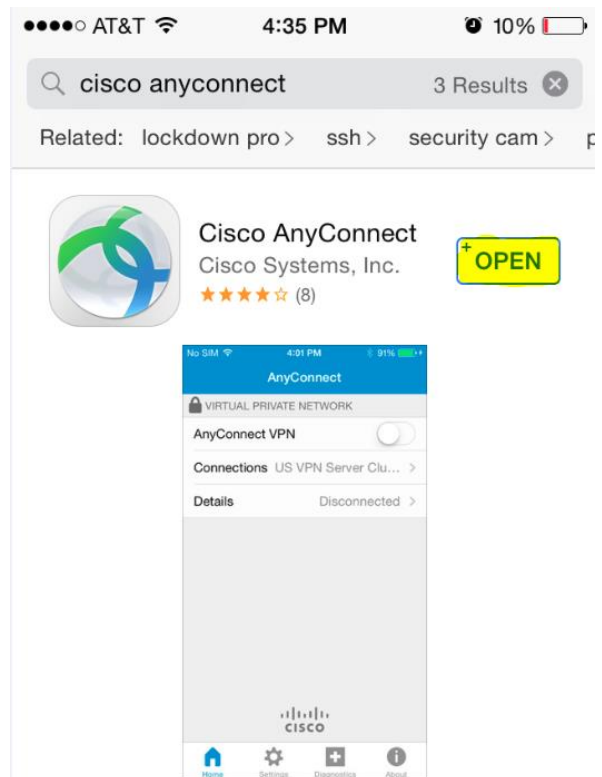 AT&T 4:35 PM 10%
cisco anyconnect 3 Results
Related: lockdown pro > ssh > security cam > p
Cisco AnyConnect
Cisco Systems, Inc.
+ OPEN
(8)
No SIM 4:01 PM 91%
AnyConnect
VIRTUAL PRIVATE NETWORK
AnyConnect VPN
Connections US VPN Server Clu... >
Details Disconnected >
CISCO
Home Settings Diagnostics About